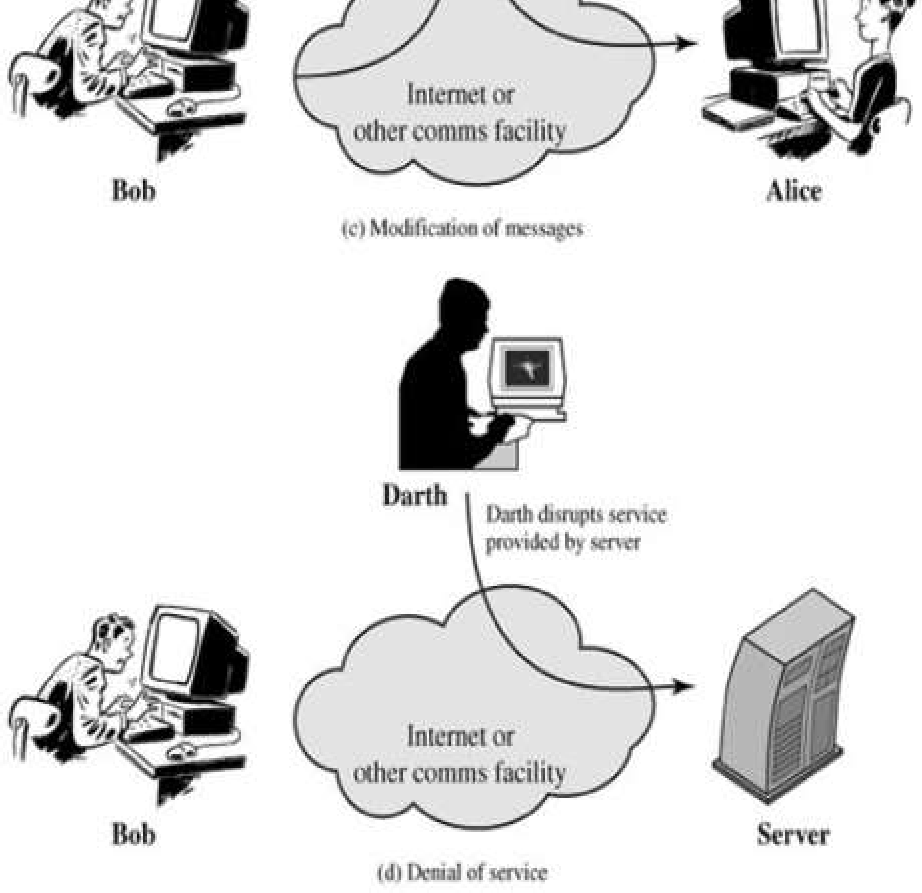 Internet or
other comms facility
Bob
Alice
(c) Modification of messages
Darth
Darth disrupts service
provided by server
Internet or
other comms facility
Bob
Server
(d) Denial of service